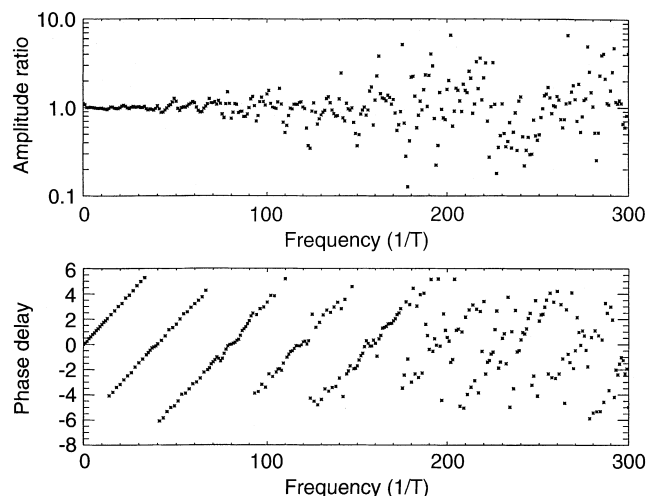 10.0
1.0
0.1
Amplitude ratio
0 100 200 300
Frequency (1/T)
6
4
2
0
-2
-4
-6
-8
Phase delay
0 100 200 300
Frequency (1/T)